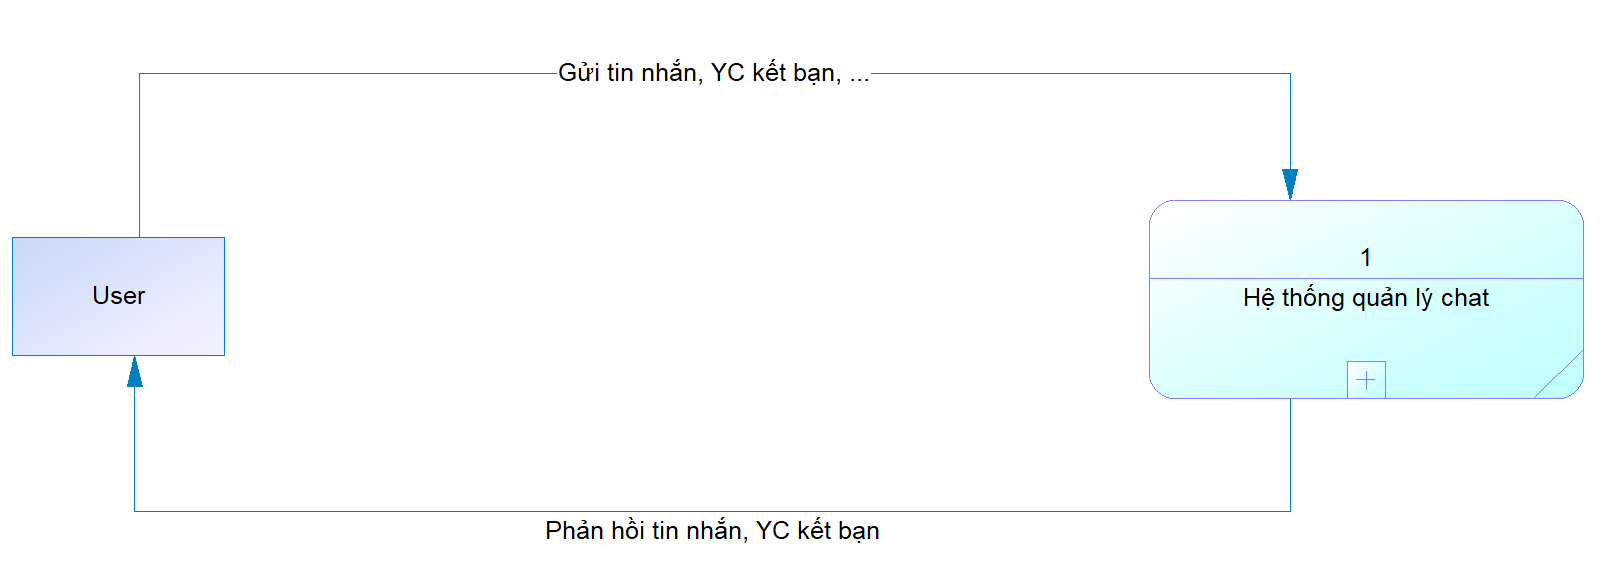 Gửi tin nhắn, YC kết bạn, ...
User
1
Hệ thống quản lý chat
Phản hồi tin nhắn, YC kết bạn